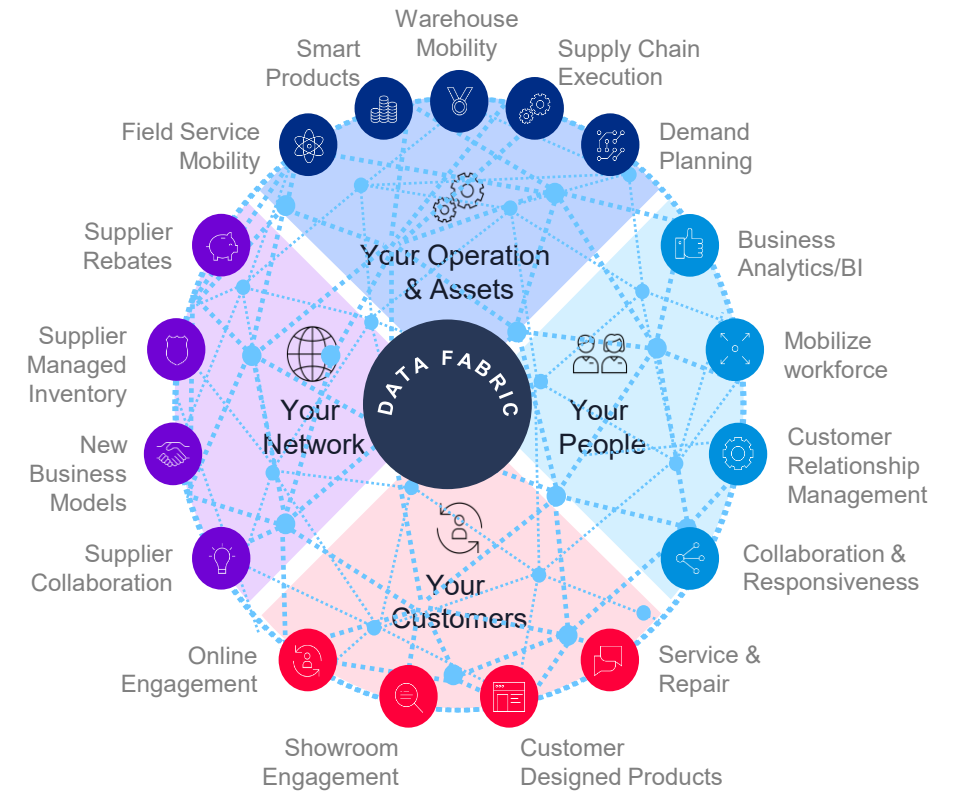 Warehouse
Mobility
Smart
Products
Supply Chain
Execution
Field Service
Mobility
Demand
Planning
Your Operation
& Assets
Supplier
Rebates
Business
Analytics/BI
Supplier
Managed
Inventory
Mobilize
workforce
DATA FABRIC
Your
Network
Your
People
New
Business
Models
Customer
Relationship
Management
Supplier
Collaboration
Collaboration &
Responsiveness
Your
Customers
Online
Engagement
Service &
Repair
Showroom
Engagement
Customer
Designed Products